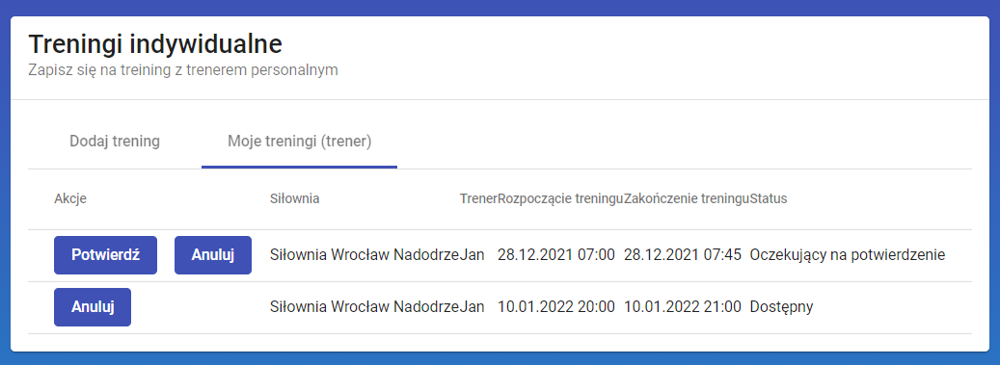 Treningi indywidualne
Zapisz się na treining z trenerem personalnym
Dodaj trening Moje treningi (trener)
Akcje Siłownia Trener Rozpoczącie treningu Zakończenie treningu Status
Potwierdź Anuluj Siłownia Wrocław Nadodrze Jan 28.12.2021 07:00 28.12.2021 07:45 Oczekujący na potwierdzenie
Anuluj Siłownia Wrocław Nadodrze Jan 10.01.2022 20:00 10.01.2022 21:00 Dostępny